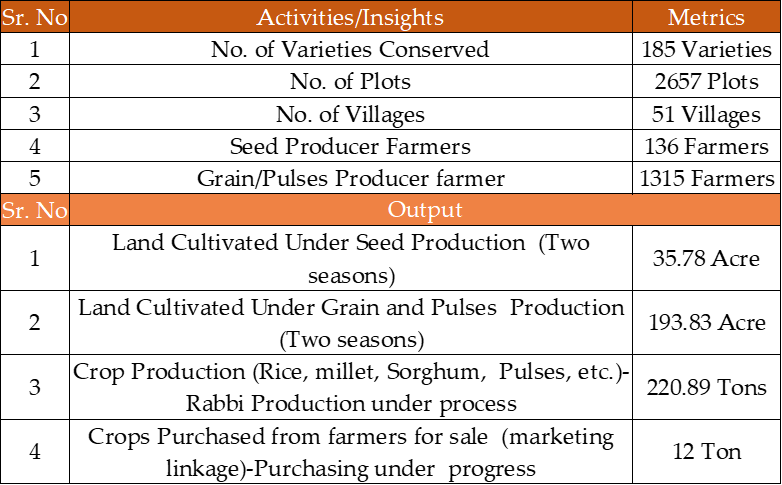 Sr. No Activities/Insights Metrics
1 No. of Varieties Conserved 185 Varieties
2 No. of Plots 2657 Plots
3 No. of Villages 51 Villages
4 Seed Producer Farmers 136 Farmers
5 Grain/Pulses Producer farmer 1315 Farmers
Sr. No Output
1 Land Cultivated Under Seed Production (Two
seasons) 35.78 Acre
2 Land Cultivated Under Grain and Pulses Production
(Two seasons) 193.83 Acre
3 Crop Production (Rice, millet, Sorghum, Pulses, etc.)-
Rabbi Production under process 220.89 Tons
4 Crops Purchased from farmers for sale (marketing
linkage)-Purchasing under progress 12 Ton